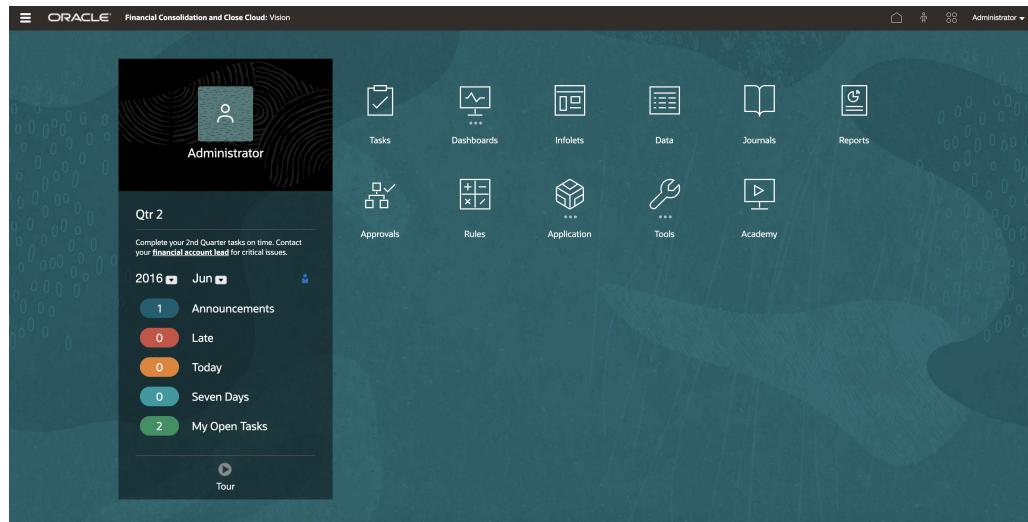 ORACLE Financial Consolidation and Close Cloud: Vision Administrator
Administrator
Qtr 2
Complete your 2nd Quarter tasks on time. Contact
your financial account lead for critical issues.
2016 Jun
1 Announcements
0 Late
0 Today
0 Seven Days
2 My Open Tasks
Tour
Tasks Dashboards Infolets Data Journals Reports
Approvals Rules Application Tools Academy